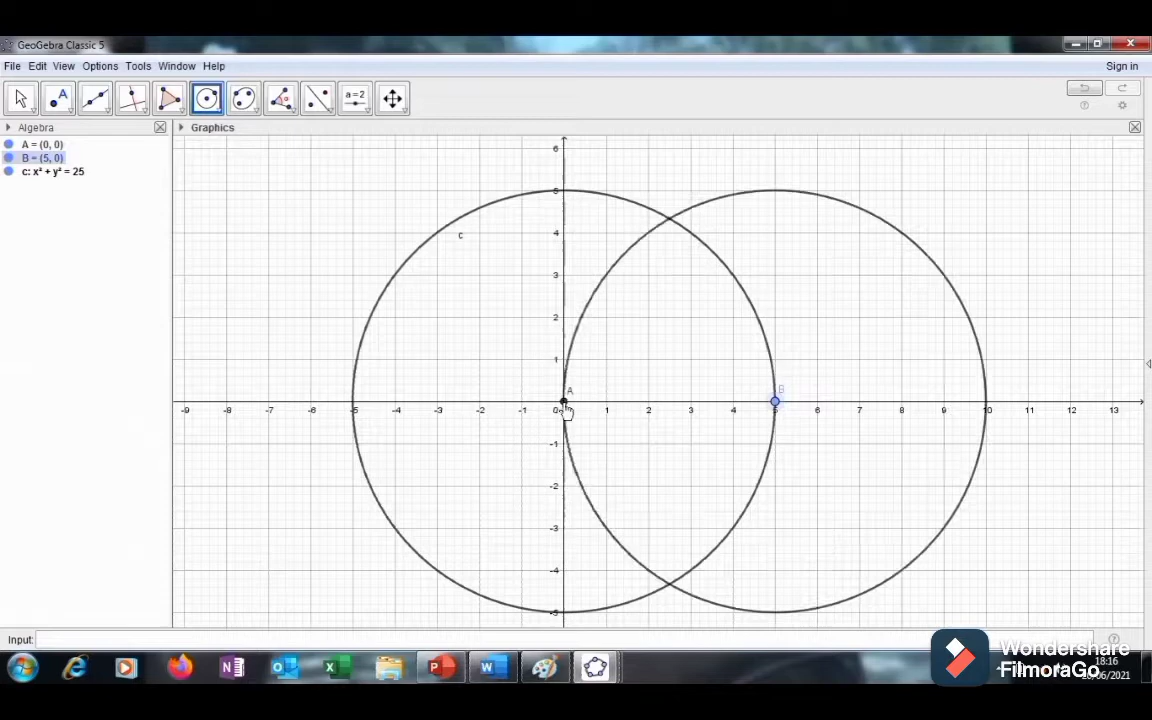 GeoGebra Classic 5
File Edit View Options Tools Window Help Sign in
A
a=2
Algebra
Graphics
A = (0, 0)
B = (5, 0)
c: x² + y² = 25
6
5
4
3
2
1
-1
-2
-3
-4
-5
c
A
B
-9 -8 -7 -6 -5 -4 -3 -2 -1 0 1 2 3 4 5 6 7 8 9 10 11 12 13
Input:
Wondershare
FilmoraGo
18:16